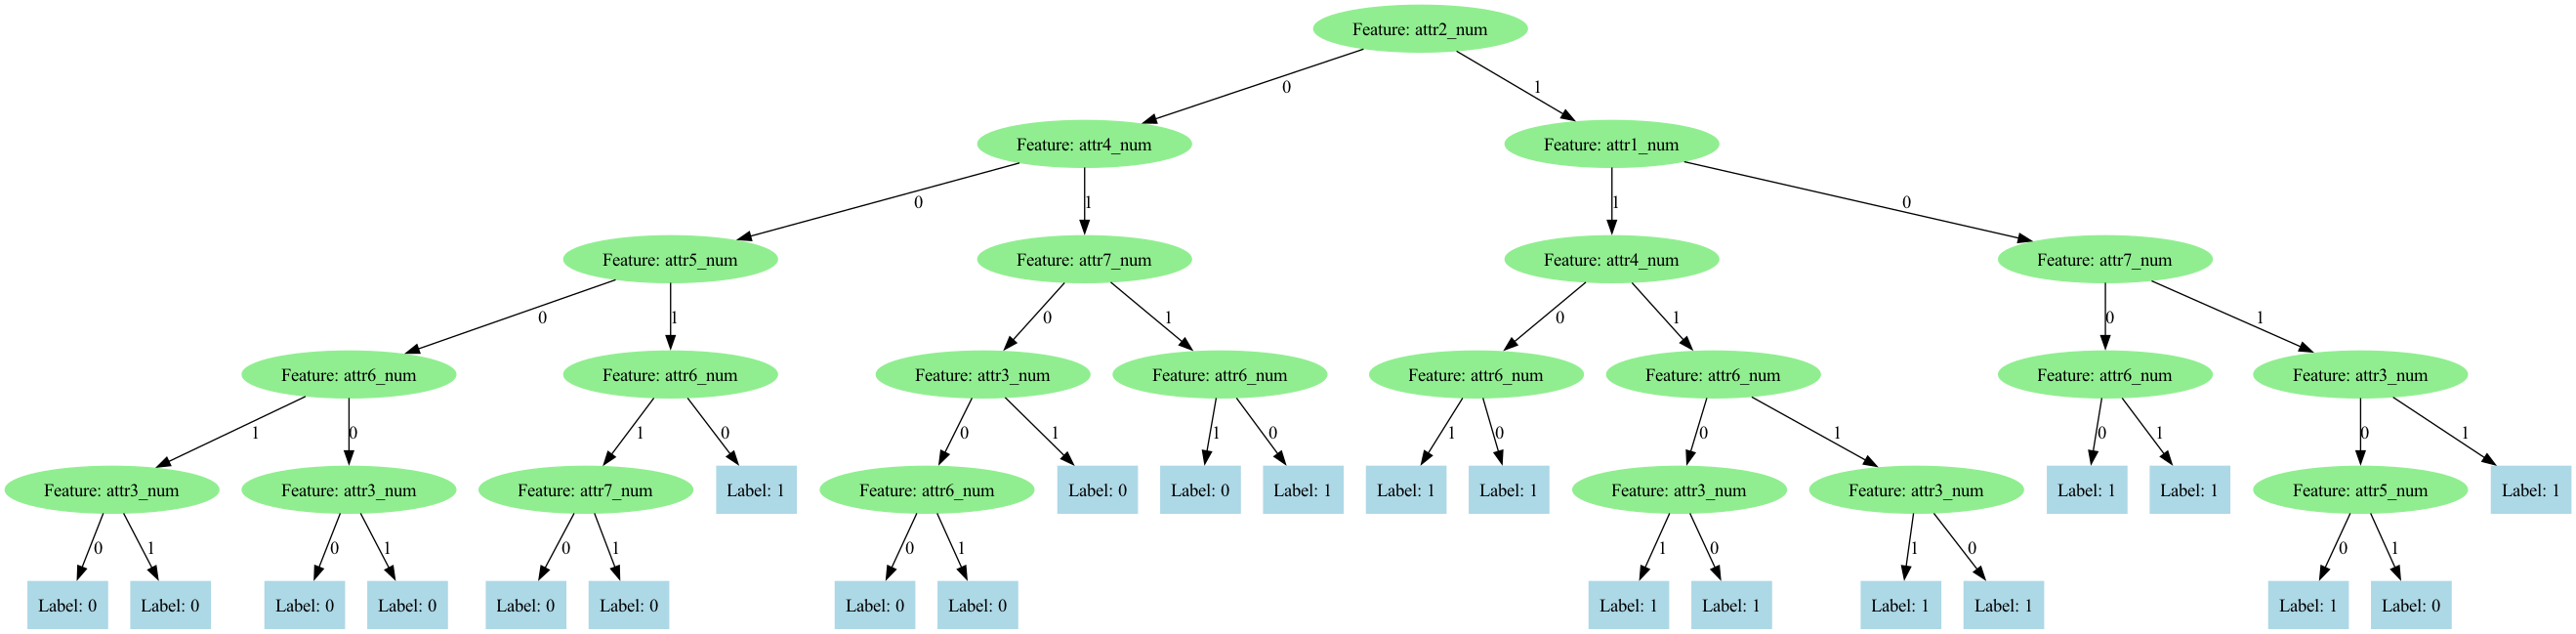 Feature: attr2_num
0
1
Feature: attr4_num
Feature: attr1_num
0
1
1
0
Feature: attr5_num
Feature: attr7_num
Feature: attr4_num
Feature: attr7_num
0
1
0
1
0
1
0
1
Feature: attr6_num
Feature: attr6_num
Feature: attr3_num
Feature: attr6_num
Feature: attr6_num
Feature: attr6_num
Feature: attr6_num
Feature: attr3_num
1
0
1
0
0
1
1
0
1
0
0
1
0
1
0
1
Feature: attr3_num
Feature: attr3_num
Feature: attr7_num
Label: 1
Feature: attr6_num
Label: 0
Label: 0
Label: 1
Label: 1
Label: 1
Feature: attr3_num
Feature: attr3_num
Label: 1
Label: 1
Feature: attr5_num
Label: 1
0
1
0
1
0
1
0
1
1
0
1
0
0
1
Label: 0
Label: 0
Label: 0
Label: 0
Label: 0
Label: 0
Label: 0
Label: 0
Label: 1
Label: 1
Label: 1
Label: 1
Label: 1
Label: 0